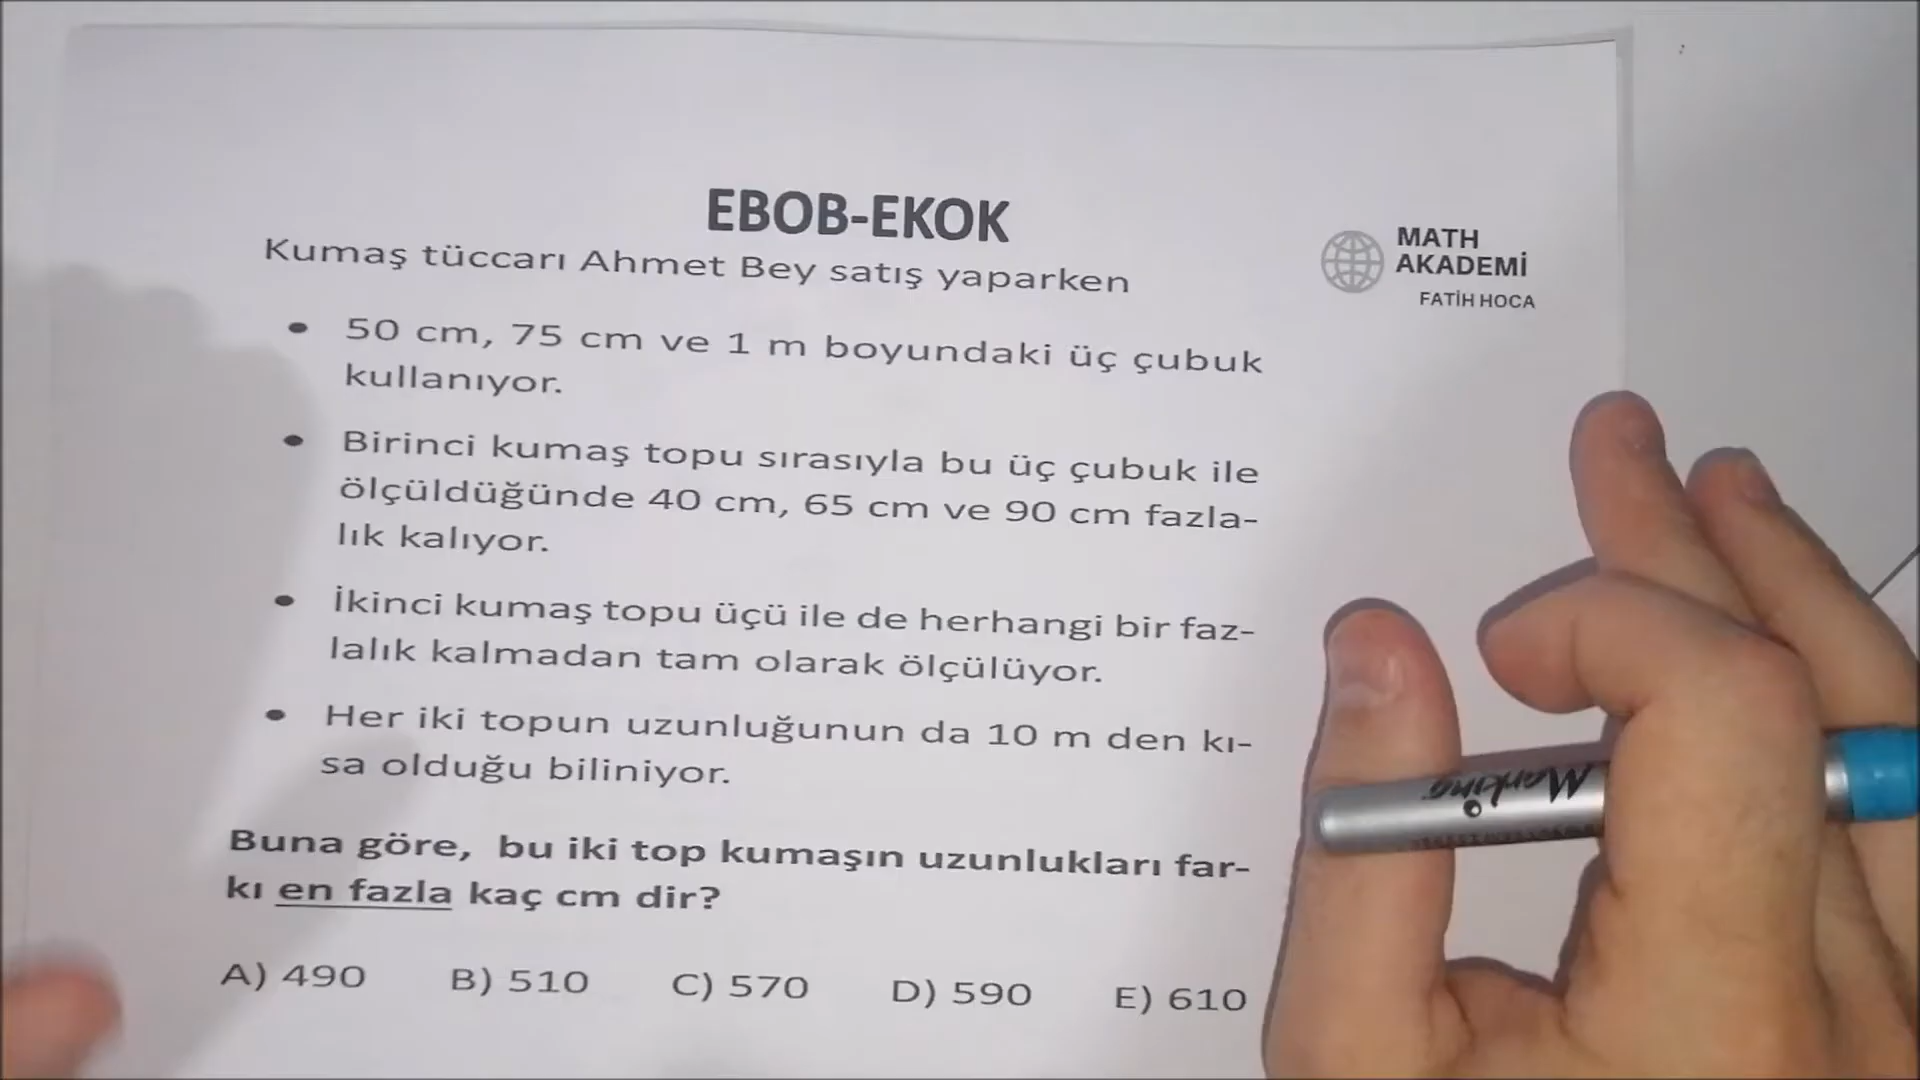 EBOB-EKOK
MATH
AKADEMİ
FATİH HOCA
Kumaş tüccarı Ahmet Bey satış yaparken
• 50 cm, 75 cm ve 1 m boyundaki üç çubuk
kullanıyor.
• Birinci kumaş topu sırasıyla bu üç çubuk ile
ölçüldüğünde 40 cm, 65 cm ve 90 cm fazla-
lık kalıyor.
• İkinci kumaş topu üçü ile de herhangi bir faz-
lalık kalmadan tam olarak ölçülüyor.
• Her iki topun uzunluğunun da 10 m den kı-
sa olduğu biliniyor.
Buna göre, bu iki top kumaşın uzunlukları far-
kı en fazla kaç cm dir?
A) 490 B) 510 C) 570 D) 590 E) 610
Marking